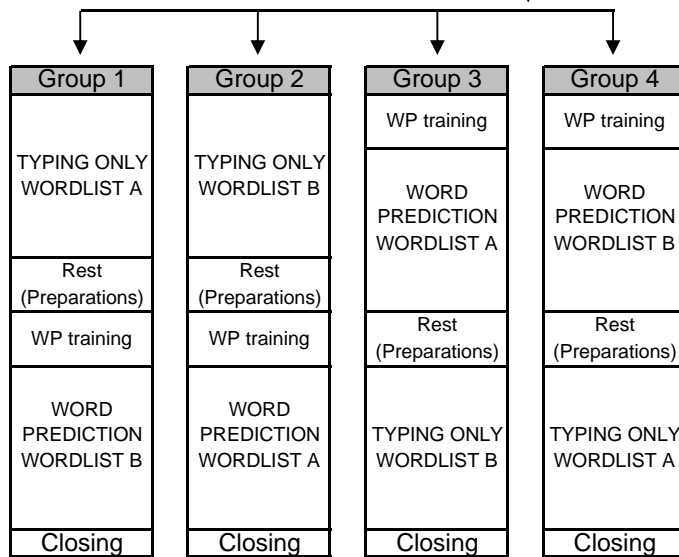 Group 1
TYPING ONLY
WORDLIST A
Rest
(Preparations)
WP training
WORD
PREDICTION
WORDLIST B
Closing
Group 2
TYPING ONLY
WORDLIST B
Rest
(Preparations)
WP training
WORD
PREDICTION
WORDLIST A
Closing
Group 3
WP training
WORD
PREDICTION
WORDLIST A
Rest
(Preparations)
TYPING ONLY
WORDLIST B
Closing
Group 4
WP training
WORD
PREDICTION
WORDLIST B
Rest
(Preparations)
TYPING ONLY
WORDLIST A
Closing